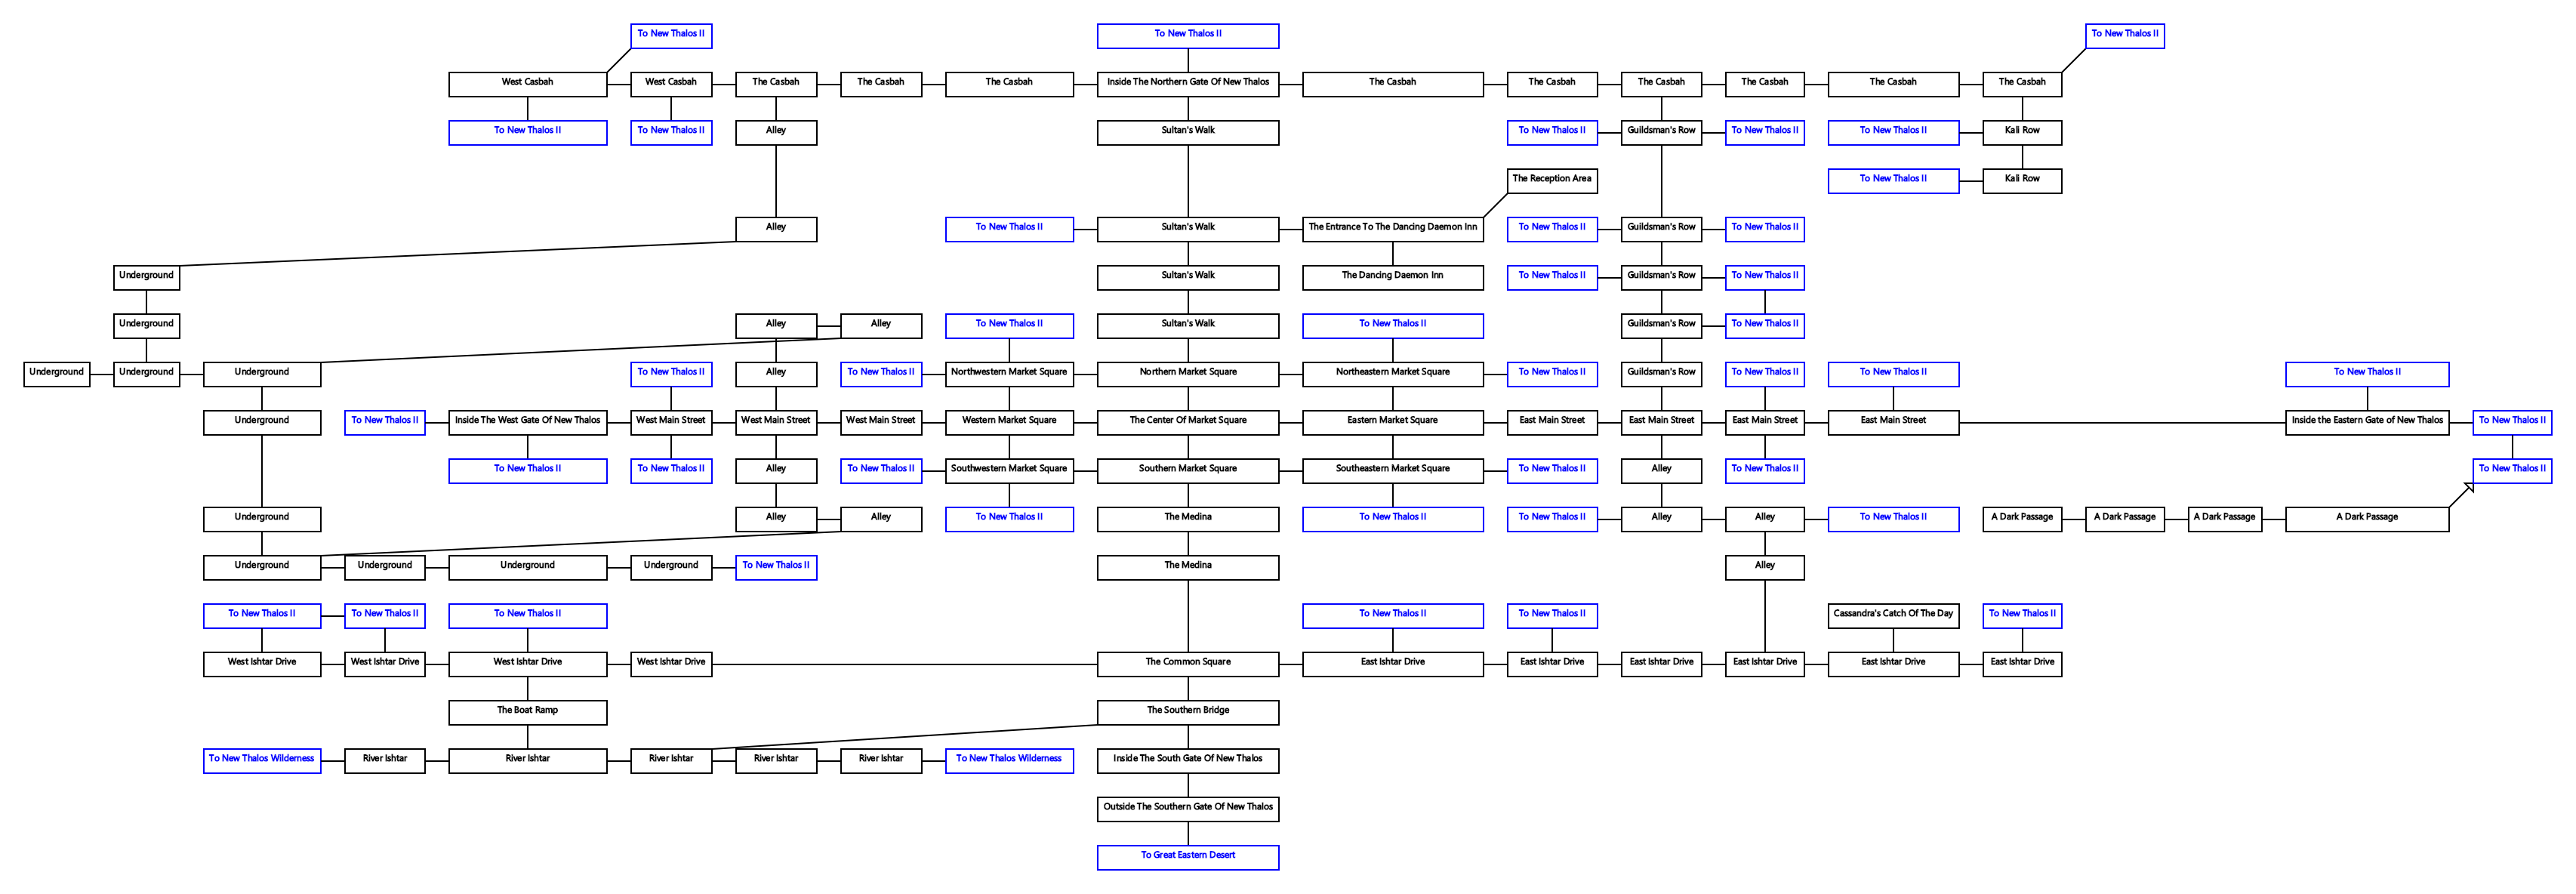 To New Thalos II
To New Thalos II
To New Thalos II
West Casbah
West Casbah
The Casbah
The Casbah
The Casbah
Inside The Northern Gate Of New Thalos
The Casbah
The Casbah
The Casbah
The Casbah
The Casbah
The Casbah
To New Thalos II
To New Thalos II
Alley
Sultan's Walk
To New Thalos II
Guildsman's Row
To New Thalos II
To New Thalos II
Kali Row
The Reception Area
To New Thalos II
Kali Row
Alley
To New Thalos II
Sultan's Walk
The Entrance To The Dancing Daemon Inn
To New Thalos II
Guildsman's Row
To New Thalos II
Underground
Sultan's Walk
The Dancing Daemon Inn
To New Thalos II
Guildsman's Row
To New Thalos II
Underground
Alley
Alley
To New Thalos II
Sultan's Walk
To New Thalos II
Guildsman's Row
To New Thalos II
Underground
Underground
Underground
To New Thalos II
Alley
To New Thalos II
Northwestern Market Square
Northern Market Square
Northeastern Market Square
To New Thalos II
Guildsman's Row
To New Thalos II
To New Thalos II
To New Thalos II
Underground
To New Thalos II
Inside The West Gate Of New Thalos
West Main Street
West Main Street
West Main Street
Western Market Square
The Center Of Market Square
Eastern Market Square
East Main Street
East Main Street
East Main Street
East Main Street
Inside the Eastern Gate of New Thalos
To New Thalos II
To New Thalos II
To New Thalos II
Alley
To New Thalos II
Southwestern Market Square
Southern Market Square
Southeastern Market Square
To New Thalos II
Alley
To New Thalos II
To New Thalos II
Underground
Alley
Alley
To New Thalos II
The Medina
To New Thalos II
To New Thalos II
Alley
Alley
To New Thalos II
A Dark Passage
A Dark Passage
A Dark Passage
A Dark Passage
Underground
Underground
Underground
Underground
To New Thalos II
The Medina
Alley
To New Thalos II
To New Thalos II
To New Thalos II
To New Thalos II
To New Thalos II
Cassandra's Catch Of The Day
To New Thalos II
West Ishtar Drive
West Ishtar Drive
West Ishtar Drive
West Ishtar Drive
The Common Square
East Ishtar Drive
East Ishtar Drive
East Ishtar Drive
East Ishtar Drive
East Ishtar Drive
East Ishtar Drive
The Boat Ramp
The Southern Bridge
To New Thalos Wilderness
River Ishtar
River Ishtar
River Ishtar
River Ishtar
River Ishtar
To New Thalos Wilderness
Inside The South Gate Of New Thalos
Outside The Southern Gate Of New Thalos
To Great Eastern Desert